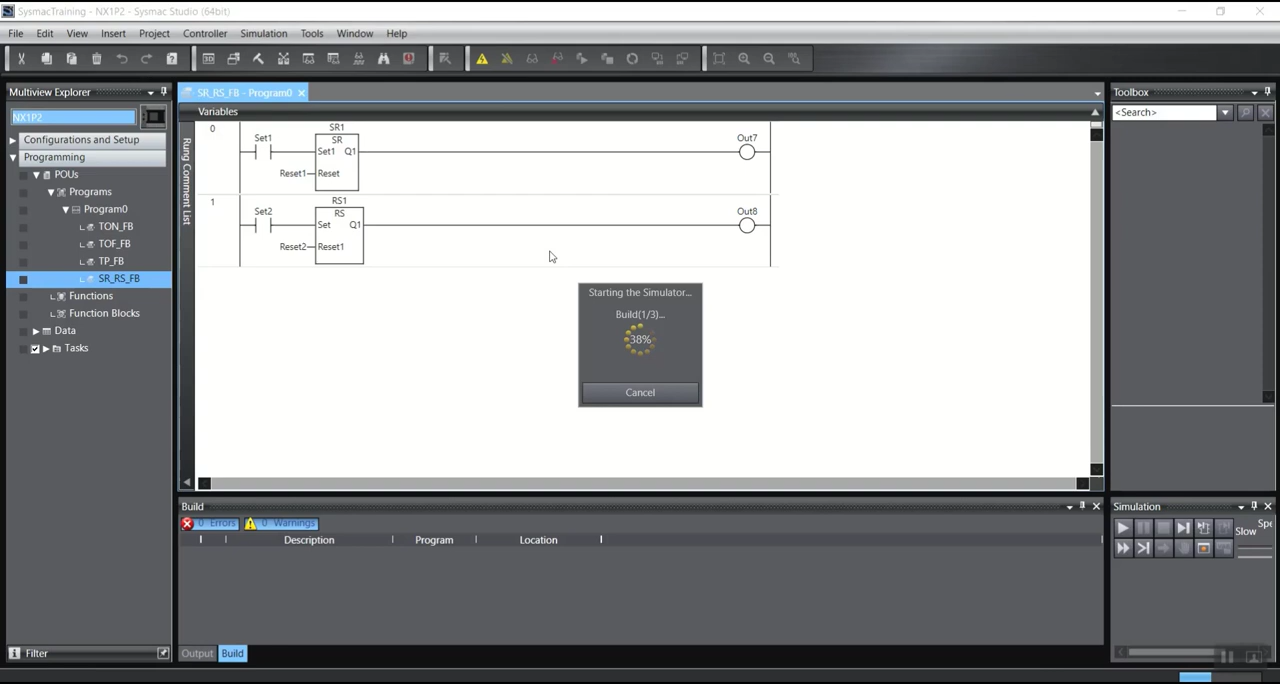 SysmacTraining - NX1P2 - Sysmac Studio (64bit)
File Edit View Insert Project Controller Simulation Tools Window Help
Multiview Explorer
NX1P2
Configurations and Setup
Programming
POUs
Programs
Program0
TON_FB
TOF_FB
TP_FB
SR_RS_FB
Functions
Function Blocks
Data
Tasks
Filter
SR_RS_FB - Program0
Variables
Rung Comment List
0
SR1
Set1
SR
Out7
Set1 Q1
Reset1 Reset
1
RS1
Set2
RS
Out8
Set Q1
Reset2 Reset1
Starting the Simulator...
Build(1/3)...
38%
Cancel
Build
0 Errors 0 Warnings
Description Program Location
Output Build
Toolbox
<Search>
Simulation
Slow Spe